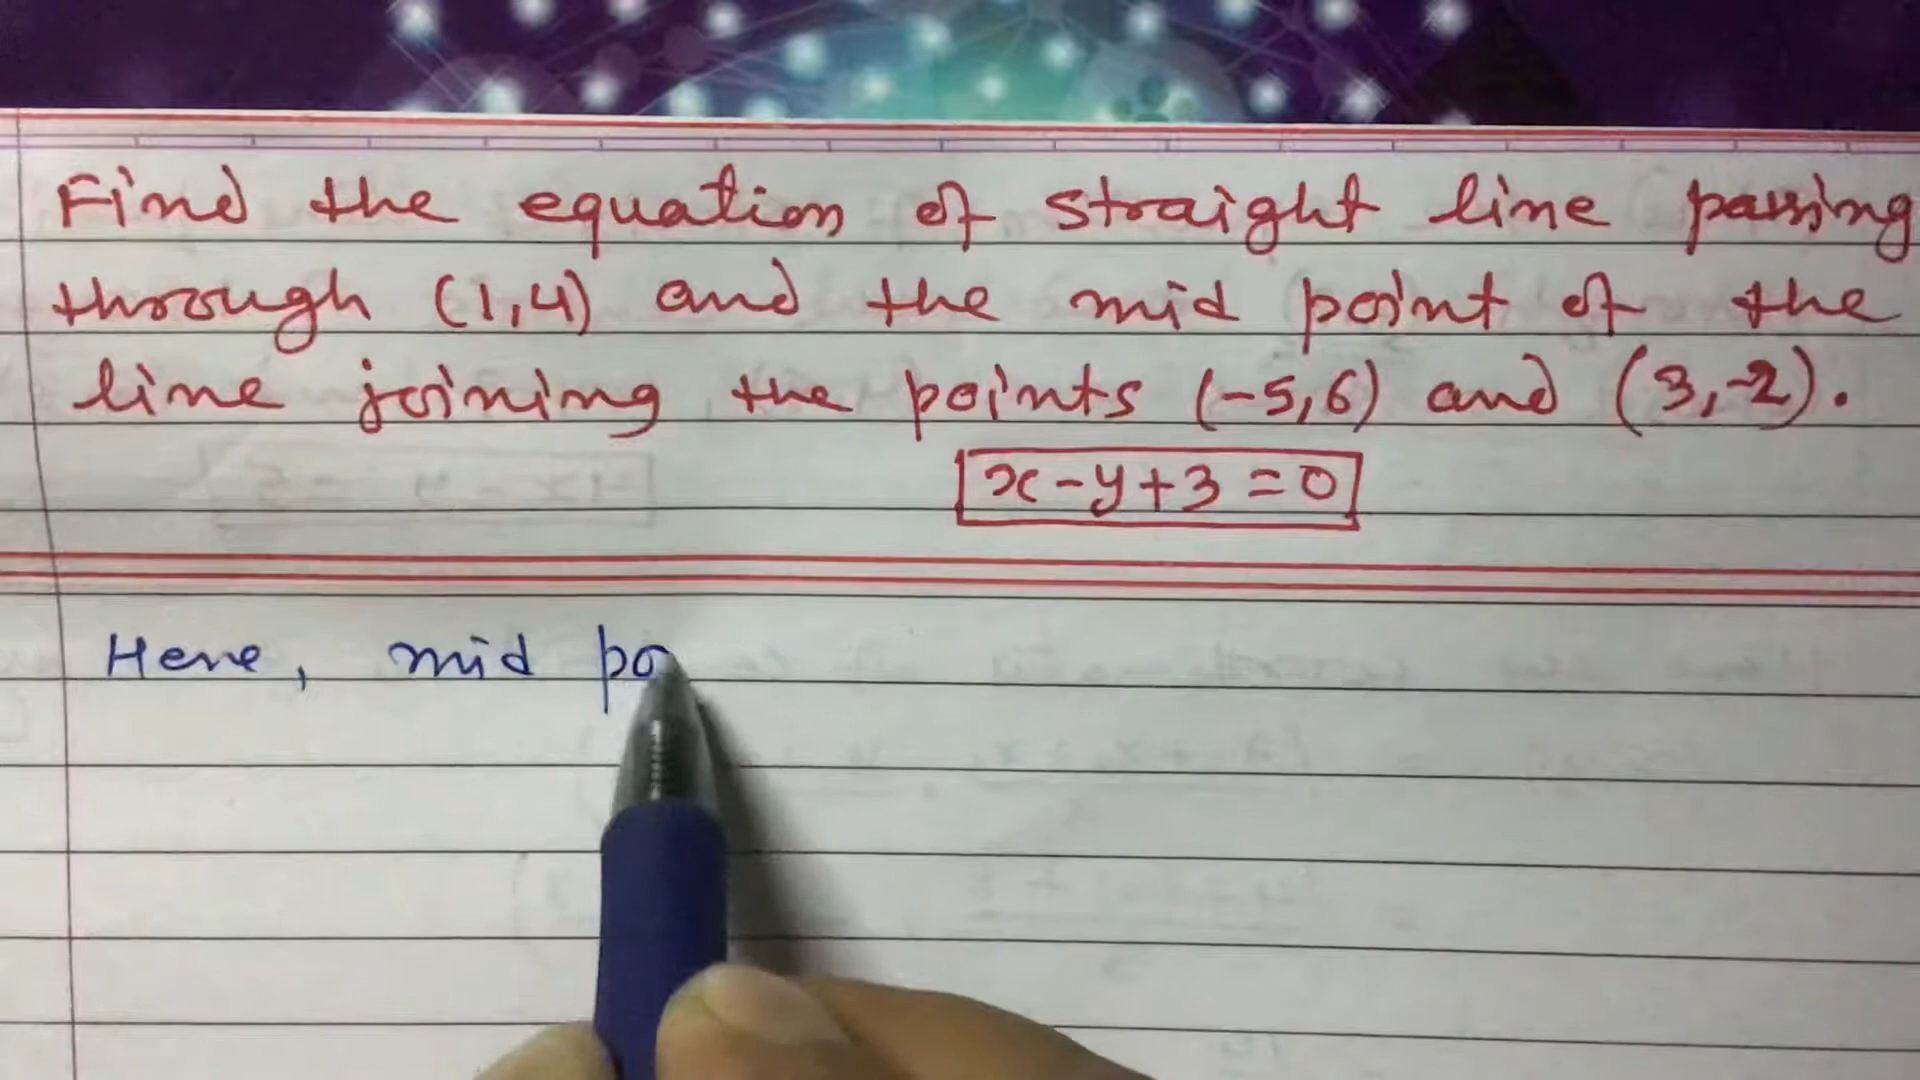 Find the equation of straight line passing
through (1,4) and the mid point of the
line joining the points (-5,6) and (3,-2).
x-y+3=0
Here, mid po